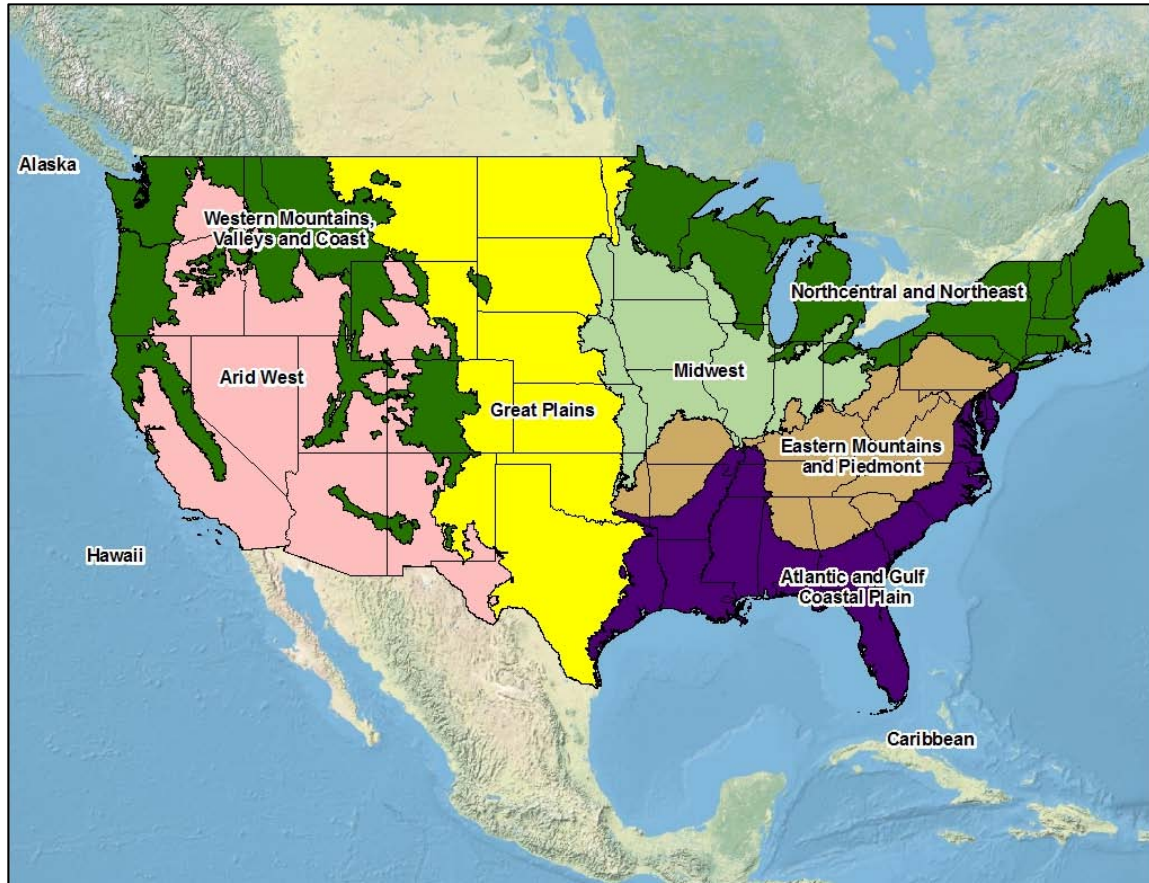 Alaska
Western Mountains,
Valleys and Coast
Northcentral and Northeast
Arid West
Midwest
Great Plains
Eastern Mountains
and Piedmont
Hawaii
Atlantic and Gulf
Coastal Plain
Caribbean